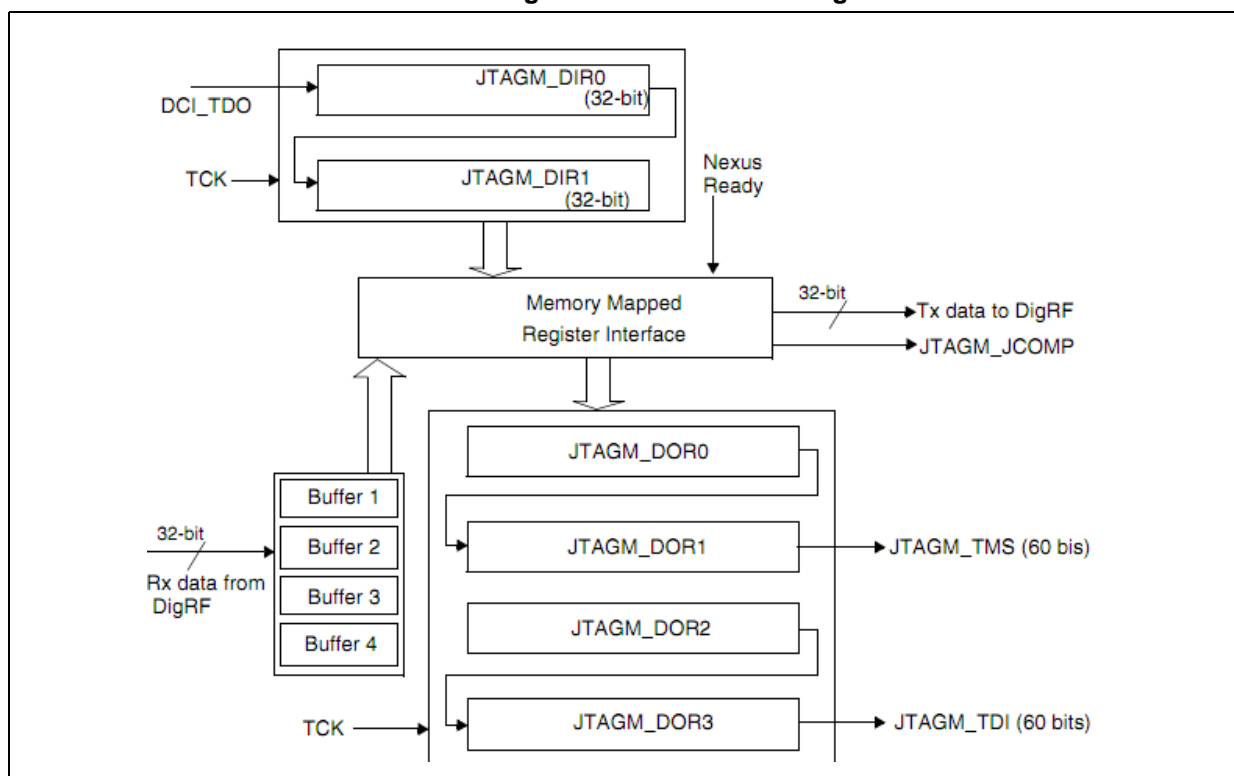 JTAGM_DIR0
(32-bit)
DCI_TDO
TCK
JTAGM_DIR1
(32-bit)
Nexus
Ready
Memory Mapped
Register Interface
32-bit
Tx data to DigRF
JTAGM_JCOMP
Buffer 1
Buffer 2
Buffer 3
Buffer 4
32-bit
Rx data from
DigRF
JTAGM_DOR0
JTAGM_DOR1
JTAGM_TMS (60 bis)
JTAGM_DOR2
TCK
JTAGM_DOR3
JTAGM_TDI (60 bits)